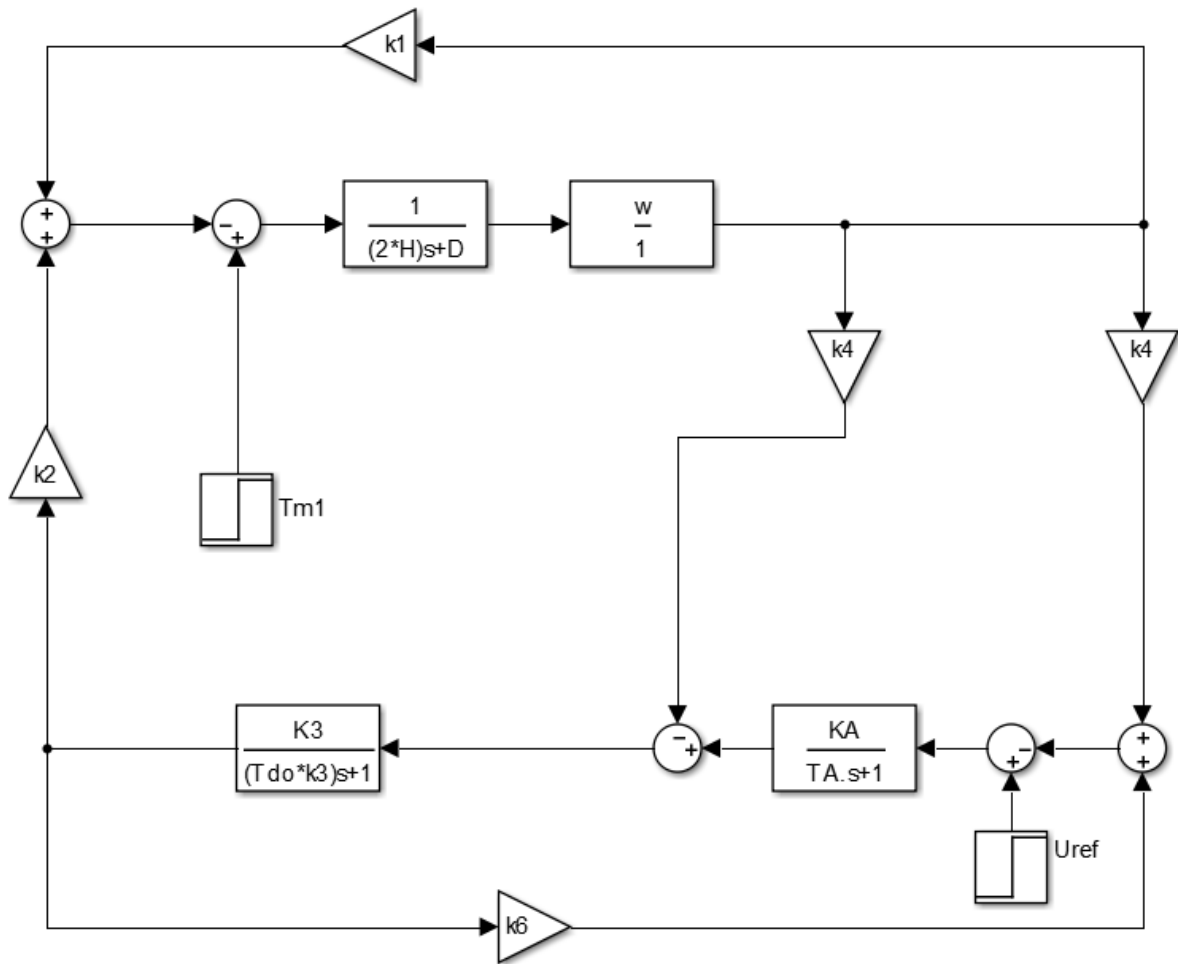 k1
+
+
−
+
1
(2*H)s+D
w
1
k4
k4
k2
Tm1
K3
(Tdo*k3)s+1
−
+
KA
TA.s+1
−
+
+
+
Uref
k6